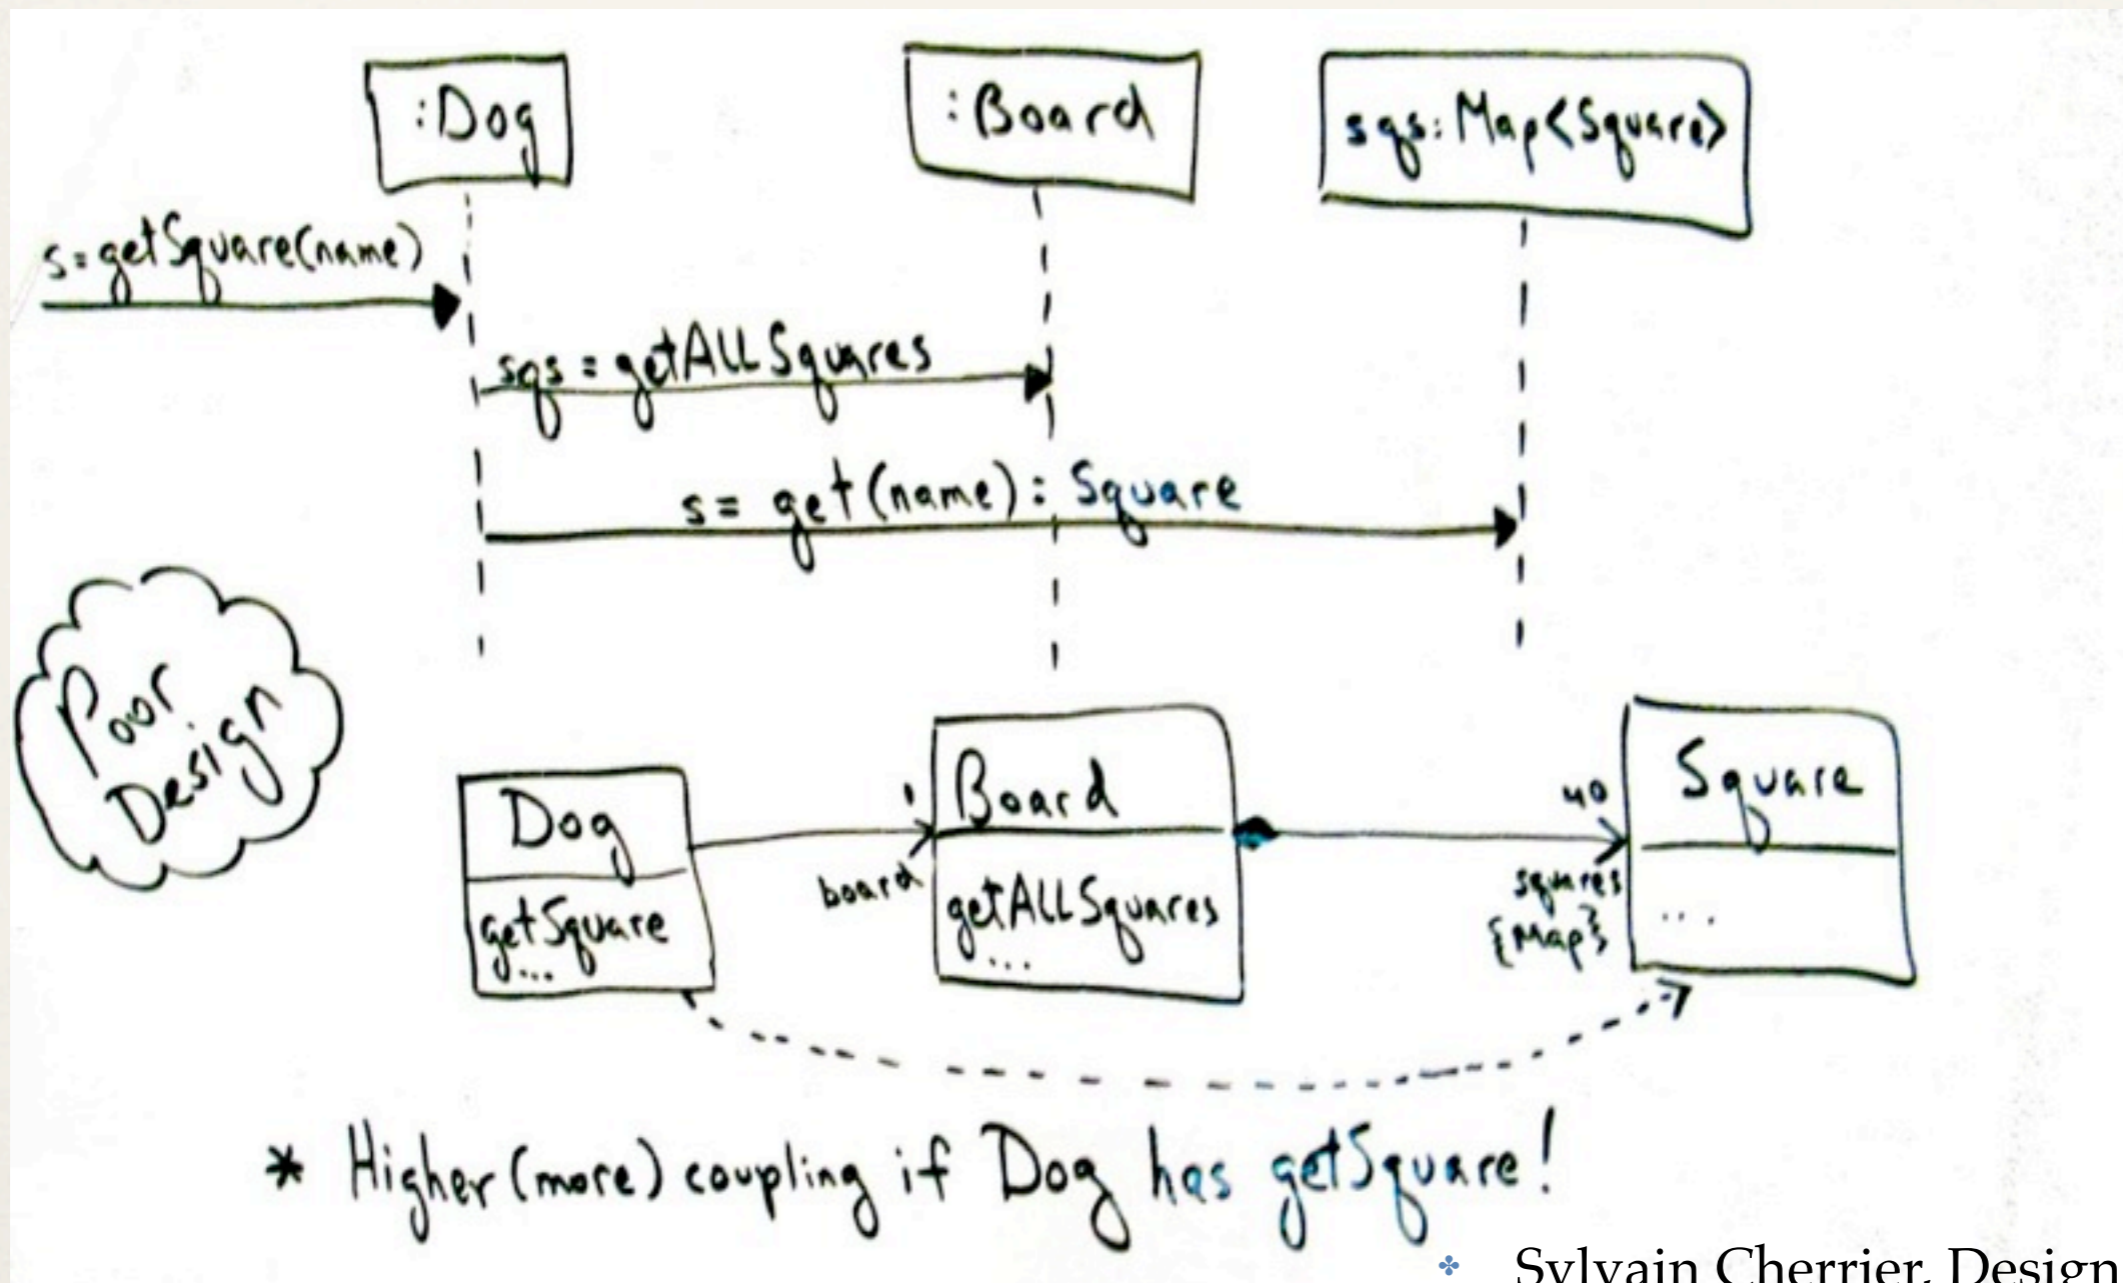 :Dog
:Board
sqs: Map<Square>
s = getSquare(name)
sqs = getAllSquares
s = get(name): Square
Poor
Design
Dog
getSquare
...
1
board
Board
getAllSquares
...
40
squares
{Map}
Square
...
* Higher (more) coupling if Dog has getSquare!
❖ Sylvain Cherrier, Design